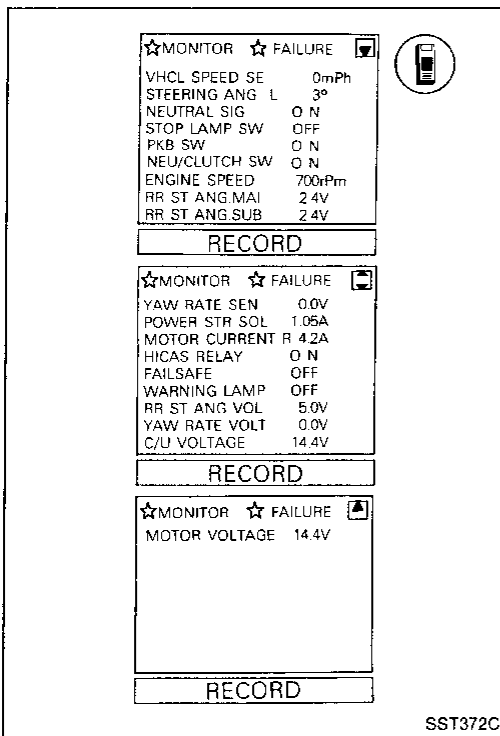 ☆MONITOR ☆ FAILURE ▼
VHCL SPEED SE 0mPh
STEERING ANG L 3°
NEUTRAL SIG O N
STOP LAMP SW OFF
PKB SW O N
NEU/CLUTCH SW O N
ENGINE SPEED 700rPm
RR ST ANG.MAI 2 4V
RR ST ANG.SUB 2 4V
RECORD
☆MONITOR ☆ FAILURE
YAW RATE SEN 0.0V
POWER STR SOL 1.05A
MOTOR CURRENT R 4.2A
HICAS RELAY O N
FAILSAFE OFF
WARNING LAMP OFF
RR ST ANG VOL 5.0V
YAW RATE VOLT 0.0V
C/U VOLTAGE 14.4V
RECORD
☆MONITOR ☆ FAILURE ▲
MOTOR VOLTAGE 14.4V
RECORD
SST372C